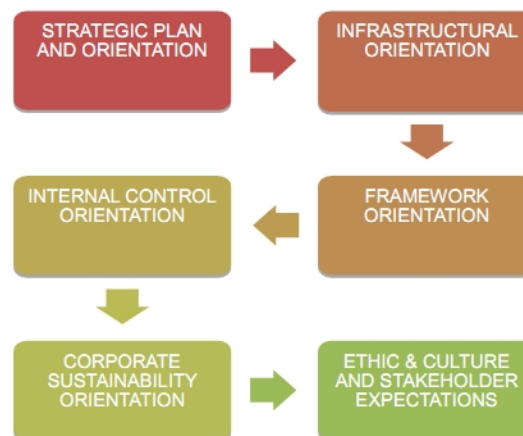 STRATEGIC PLAN
AND ORIENTATION
INFRASTRUCTURAL
ORIENTATION
FRAMEWORK
ORIENTATION
INTERNAL CONTROL
ORIENTATION
CORPORATE
SUSTAINABILITY
ORIENTATION
ETHIC & CULTURE
AND STAKEHOLDER
EXPECTATIONS